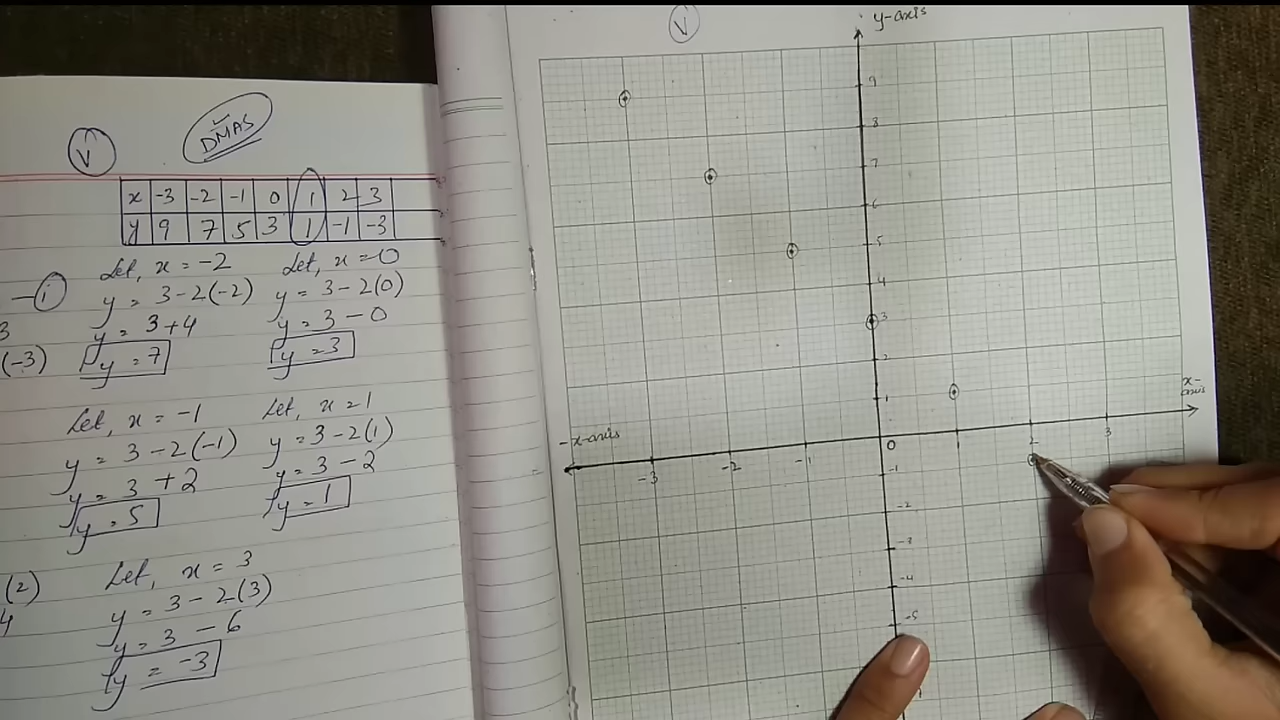 V
DMAS
x -3 -2 -1 0 1 2 3
y 9 7 5 3 1 -1 -3
-i
3
(-3)
Let, x = -2
y = 3-2(-2)
y = 3+4
y = 7
Let, x = 0
y = 3-2(0)
y = 3-0
y = 3
Let, x = -1
y = 3-2(-1)
y = 3+2
y = 5
Let, x = 1
y = 3-2(1)
y = 3-2
y = 1
(2)
4
Let, x = 3
y = 3-2(3)
y = 3-6
y = -3
V
y-axis
9
8
7
6
5
4
3
2
1
x-axis
-x-axis
-3 -2 -1 0 2 3
-1
-2
-3
-4
-5